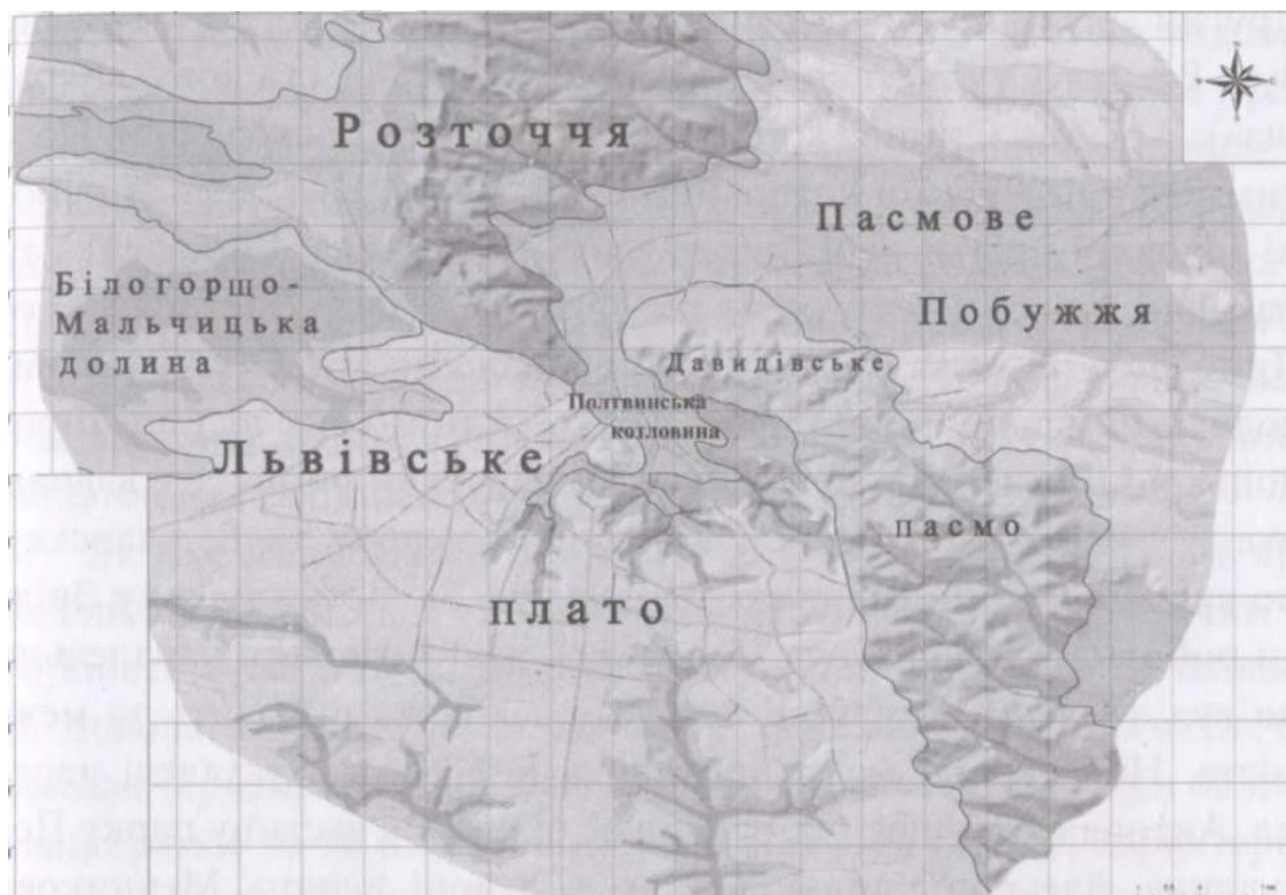 Розточчя
Пасмове
Побужжя
Білогорщо-
Мальчицька
долина
Давидівське
пасмо
Полтвинська
котловина
Львівське
плато